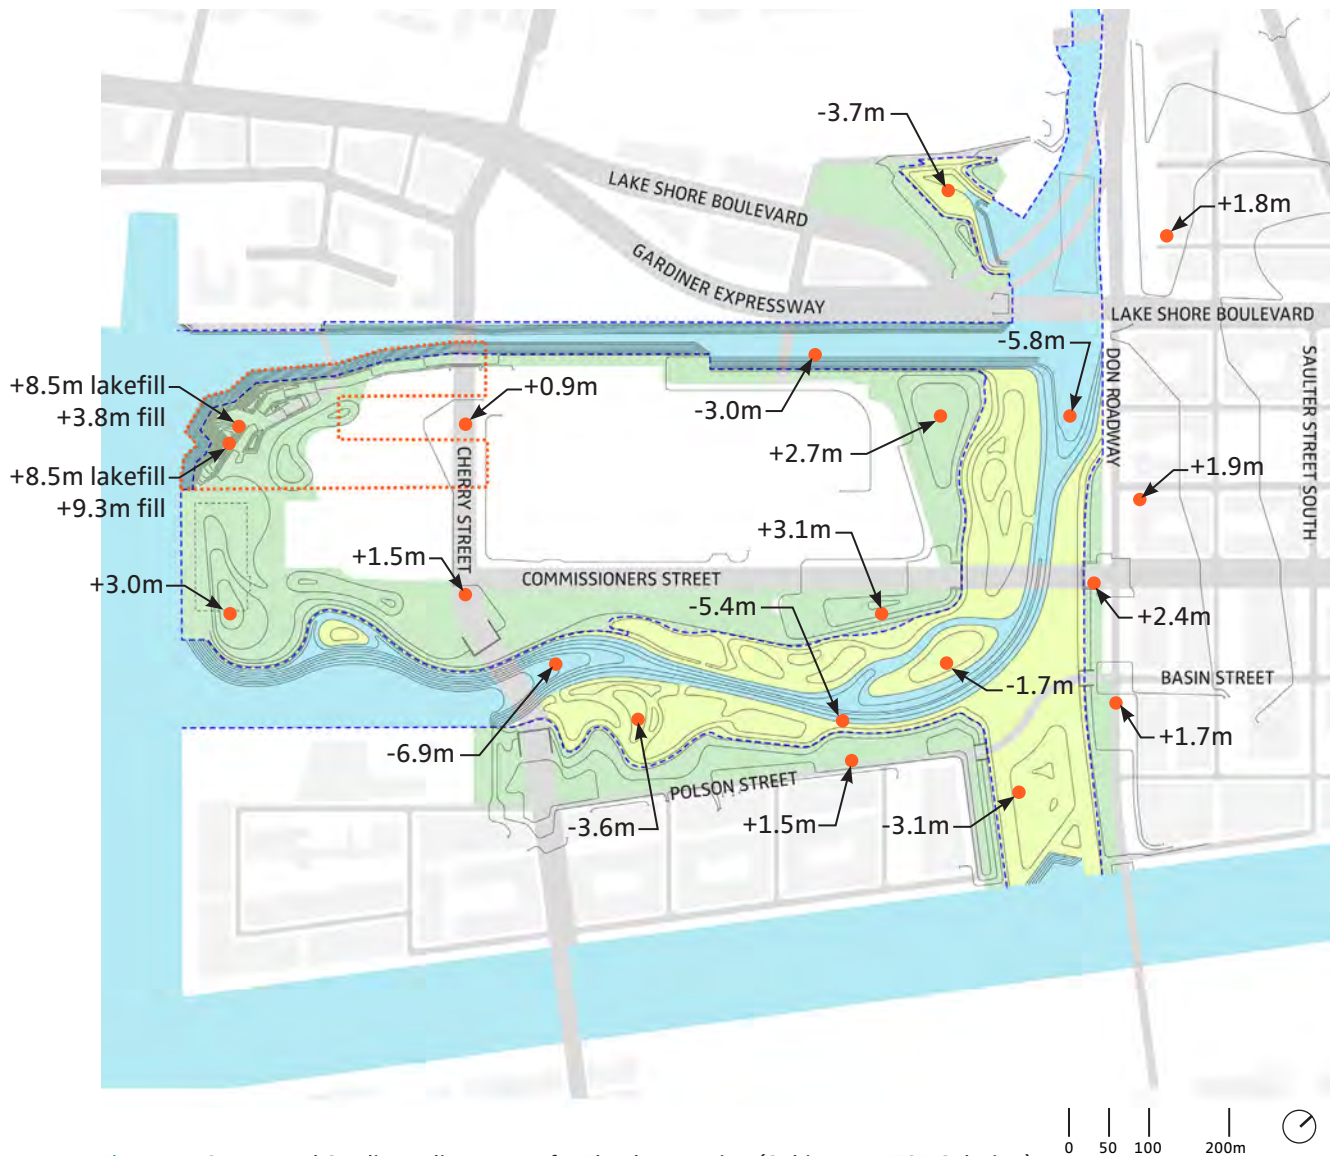 -3.7m
LAKE SHORE BOULEVARD
+1.8m
GARDINER EXPRESSWAY
LAKE SHORE BOULEVARD
-5.8m
DON ROADWAY
SAULTER STREET SOUTH
+8.5m lakefill
+3.8m fill
+0.9m
-3.0m
+2.7m
+8.5m lakefill
+9.3m fill
CHERRY STREET
+1.9m
+3.1m
+1.5m
COMMISSIONERS STREET
+3.0m
-5.4m
+2.4m
BASIN STREET
-1.7m
-6.9m
+1.7m
POLSON STREET
-3.6m
+1.5m
-3.1m
0 50 100 200m